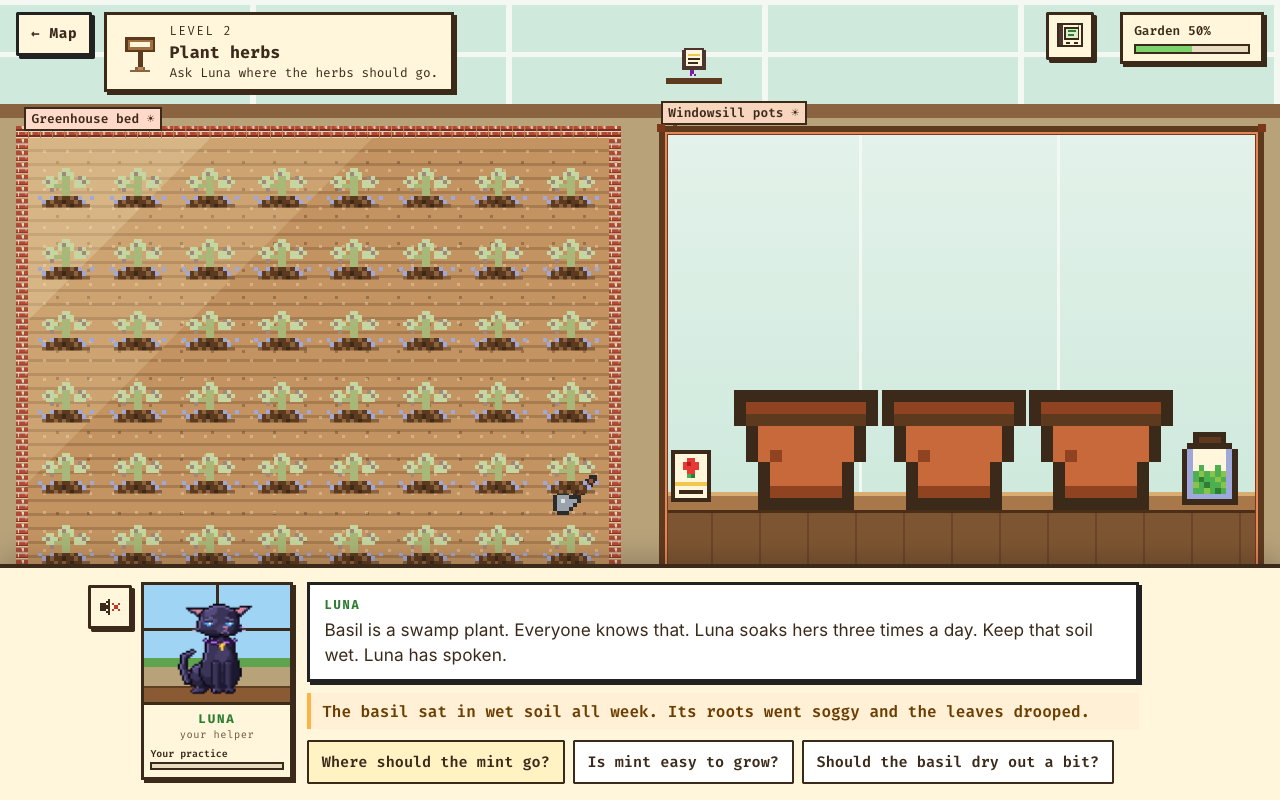 ← Map
LEVEL 2
Plant herbs
Ask Luna where the herbs should go.
Garden 50%
Greenhouse bed ☀
Windowsill pots ☀
LUNA
Basil is a swamp plant. Everyone knows that. Luna soaks hers three times a day. Keep that soil
wet. Luna has spoken.
The basil sat in wet soil all week. Its roots went soggy and the leaves drooped.
LUNA
your helper
Your practice
Where should the mint go?
Is mint easy to grow?
Should the basil dry out a bit?